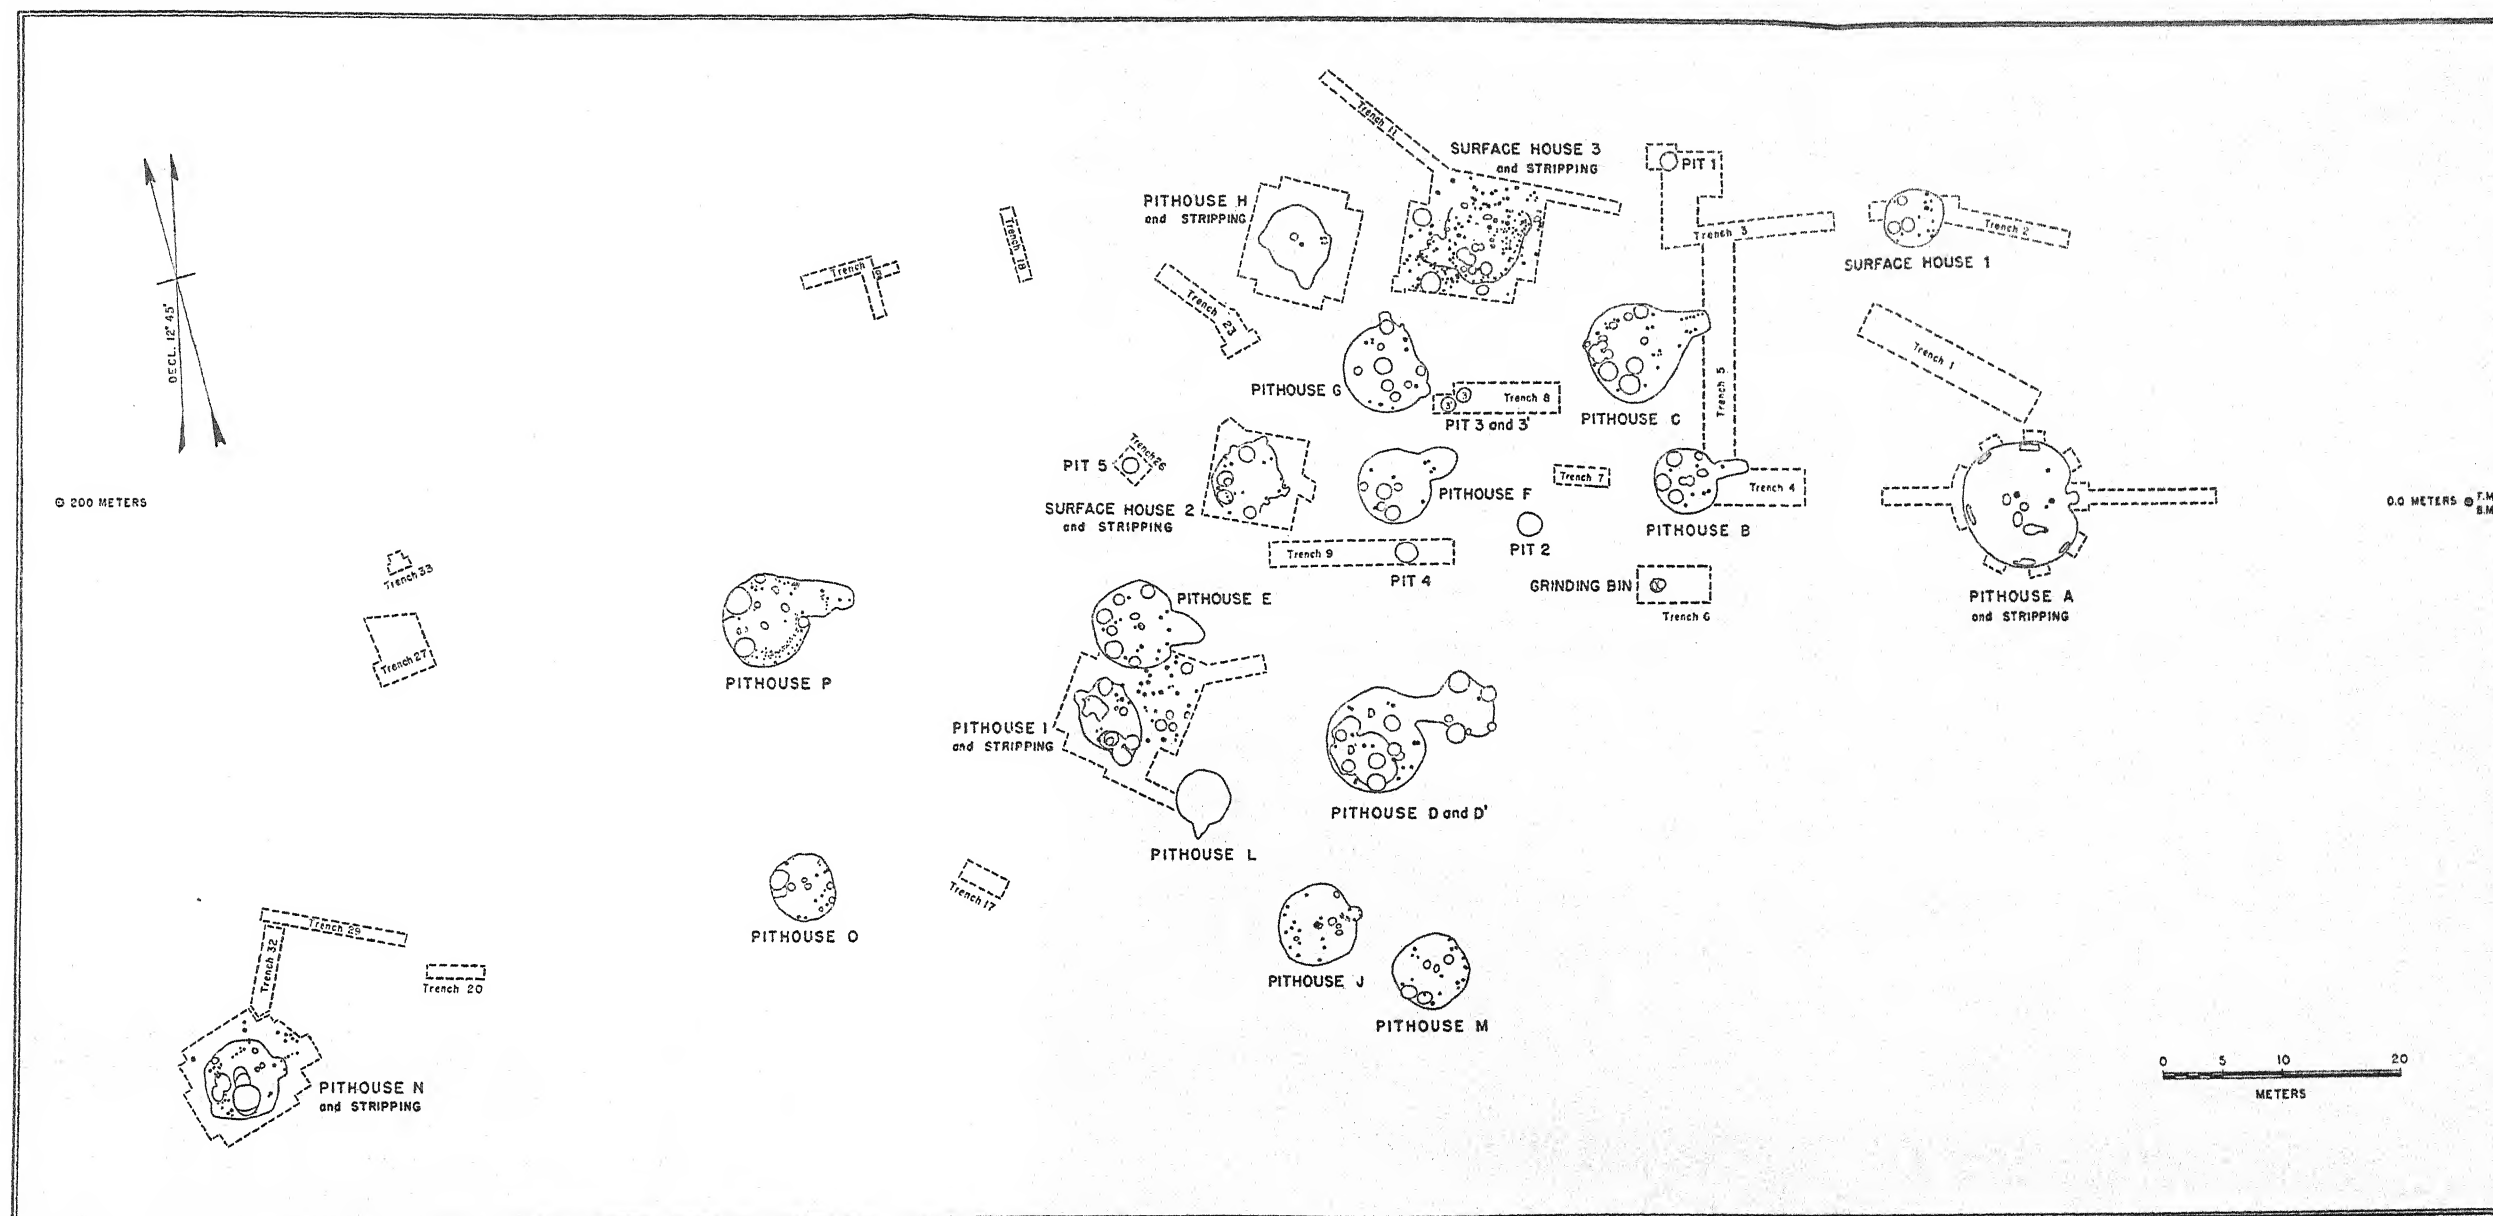 Trench 11
SURFACE HOUSE 3
and STRIPPING
PIT 1
PITHOUSE H
and STRIPPING
Trench 18
Trench 3
Trench 2
SURFACE HOUSE 1
Trench 19
Trench 23
DECL. 12° 45'
Trench 1
Trench 5
PITHOUSE G
3
3'
Trench 8
PIT 3 and 3'
PITHOUSE C
Trench 26
PIT 5
Trench 7
Trench 4
PITHOUSE F
⊙ 200 METERS
0.0 METERS
F.M
B.M
SURFACE HOUSE 2
and STRIPPING
PITHOUSE B
Trench 9
PIT 4
PIT 2
Trench 33
GRINDING BIN
Trench 6
PITHOUSE A
and STRIPPING
PITHOUSE E
Trench 27
PITHOUSE P
PITHOUSE I
and STRIPPING
D
D'
PITHOUSE D and D'
PITHOUSE L
Trench 17
PITHOUSE O
Trench 29
Trench 32
Trench 20
PITHOUSE J
PITHOUSE M
PITHOUSE N
and STRIPPING
0 5 10 20
METERS